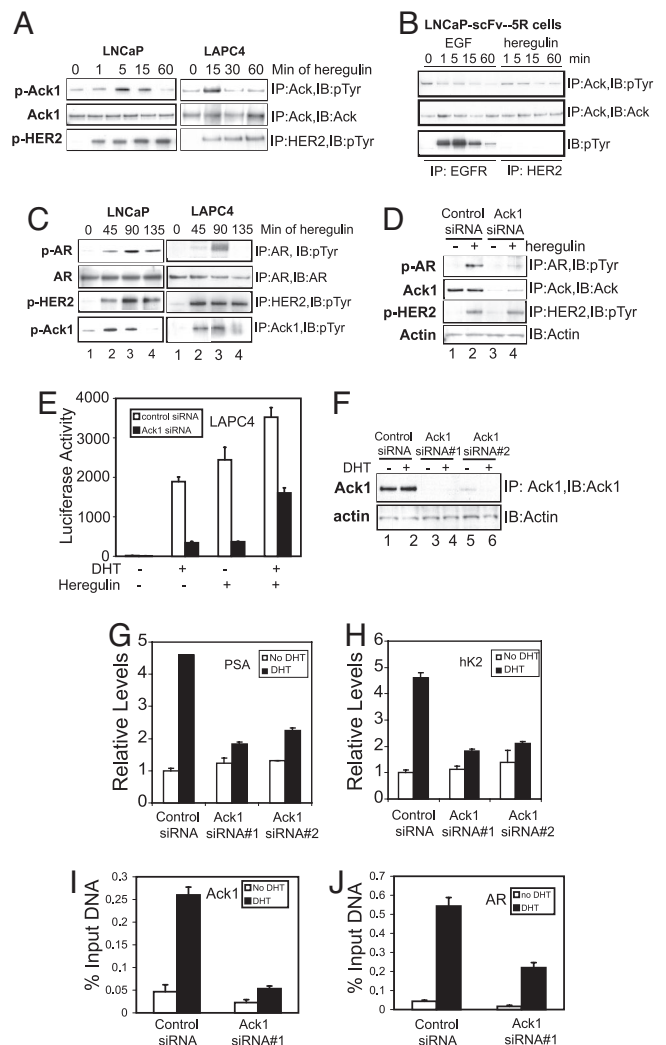 A
LNCaP LAPC4
0 1 5 15 60 0 15 30 60 Min of heregulin
p-Ack1 IP:Ack,IB:pTyr
Ack1 IP:Ack,IB:Ack
p-HER2 IP:HER2,IB:pTyr
B
LNCaP-scFv--5R cells
EGF heregulin
0 1 5 15 60 1 5 15 60 min
IP:Ack,IB:pTyr
IP:Ack,IB:Ack
IB:pTyr
IP: EGFR IP: HER2
C
LNCaP LAPC4
0 45 90 135 0 45 90 135 Min of heregulin
p-AR IP:AR, IB:pTyr
AR IP:AR,IB:AR
p-HER2 IP:HER2,IB:pTyr
p-Ack1 IP:Ack1,IB:pTyr
1 2 3 4 1 2 3 4
D
Control siRNA Ack1 siRNA
- + - + heregulin
p-AR IP:AR,IB:pTyr
Ack1 IP:Ack,IB:Ack
p-HER2 IP:HER2,IB:pTyr
Actin IB:Actin
1 2 3 4
E
LAPC4
control siRNA
Ack1 siRNA
Luciferase Activity
4000
3000
2000
1000
0
DHT - + - +
Heregulin - - + +
F
Control siRNA Ack1 siRNA#1 Ack1 siRNA#2
DHT - + - + - +
Ack1 IP: Ack1,IB:Ack1
actin IB:Actin
1 2 3 4 5 6
G
PSA
No DHT
DHT
Relative Levels
5
4
3
2
1
0
Control siRNA Ack1 siRNA#1 Ack1 siRNA#2
H
hK2
No DHT
DHT
Relative Levels
6
5
4
3
2
1
0
Control siRNA Ack1 siRNA#1 Ack1 siRNA#2
I
Ack1
No DHT
DHT
% Input DNA
0.3
0.25
0.2
0.15
0.1
0.05
0
Control siRNA Ack1 siRNA#1
J
AR
no DHT
DHT
% Input DNA
0.7
0.6
0.5
0.4
0.3
0,2
0.1
0
Control siRNA Ack1 siRNA#1